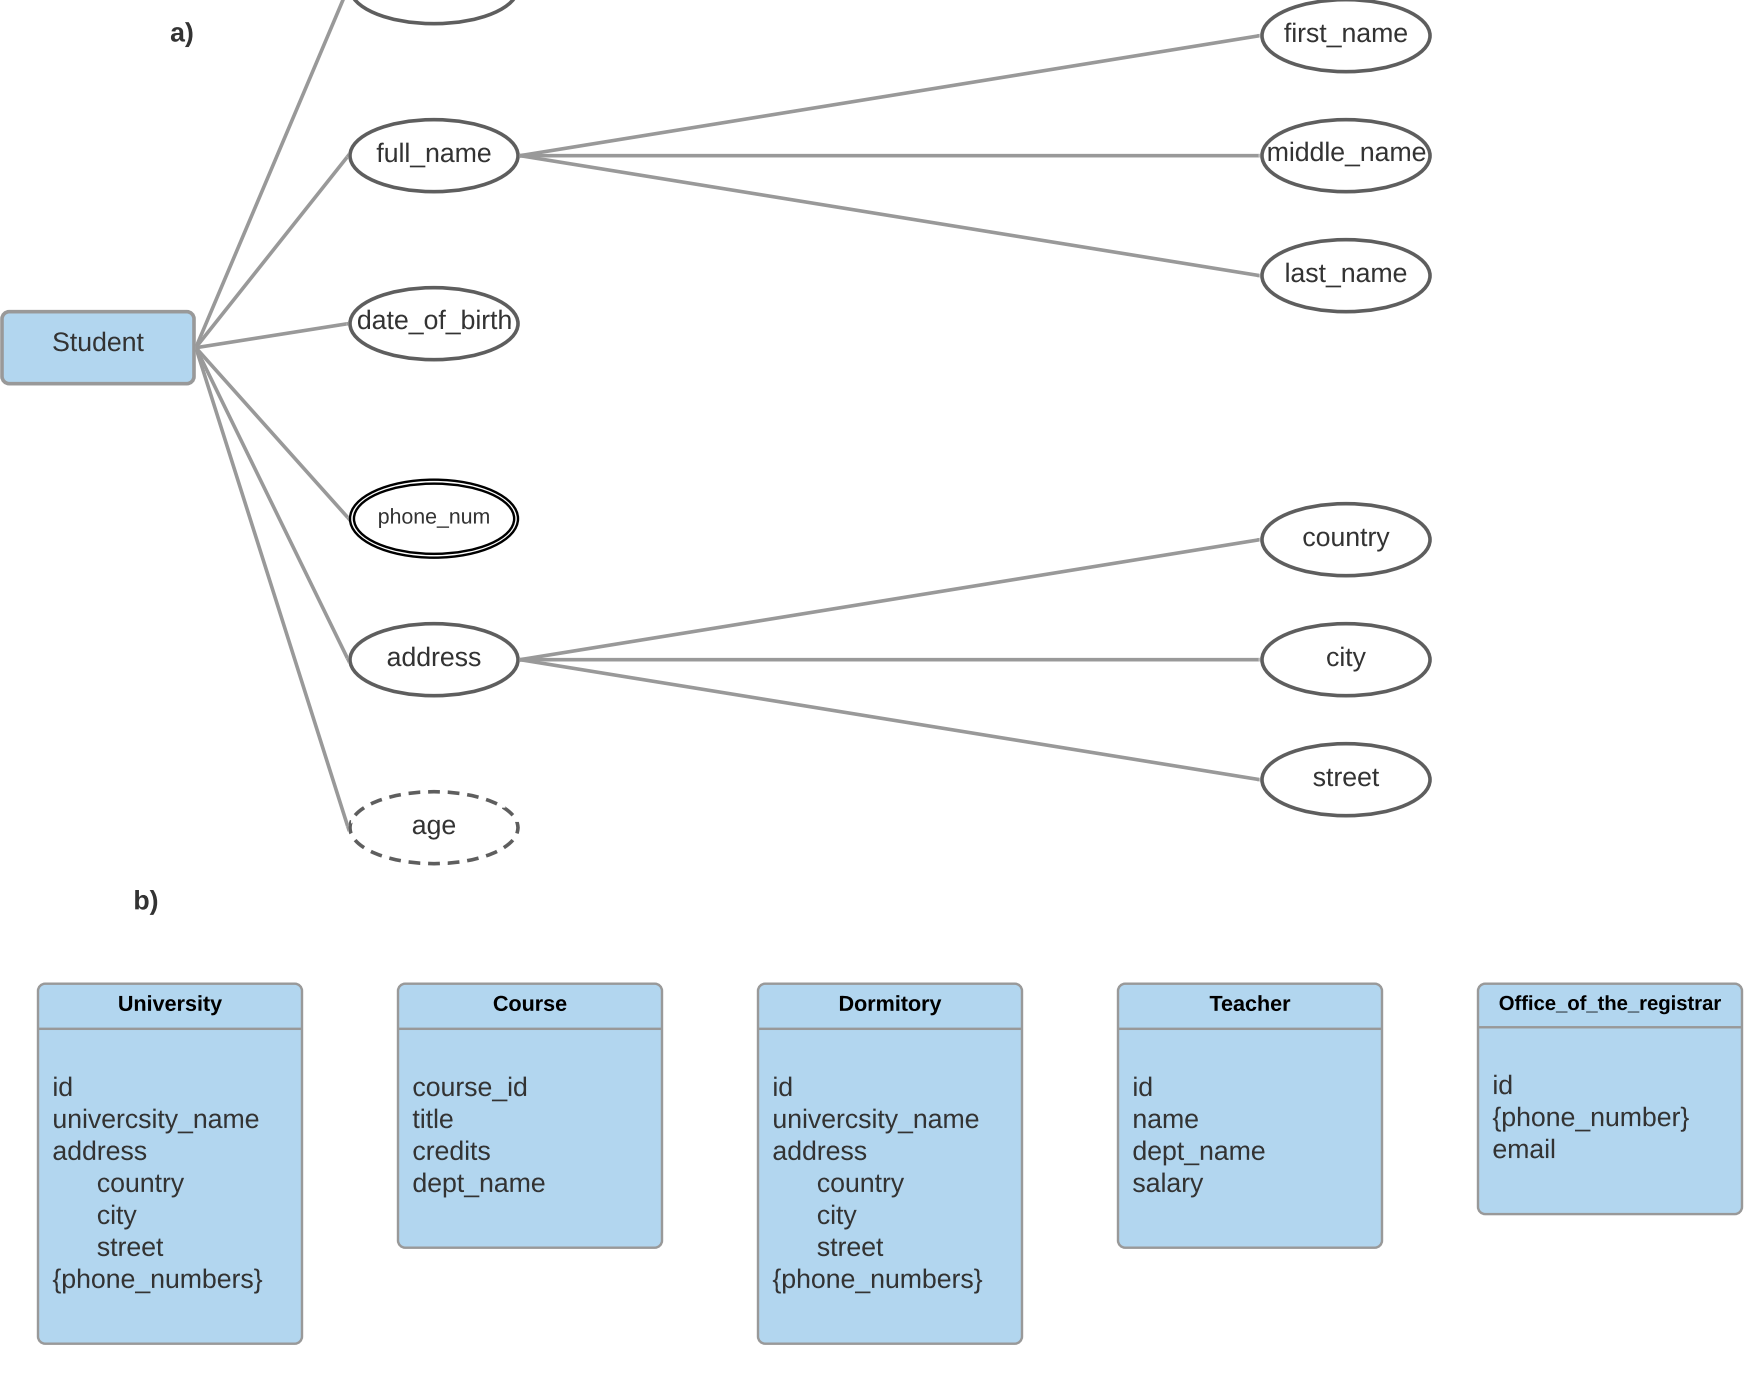 a)
first_name
full_name
middle_name
last_name
date_of_birth
Student
phone_num
country
address
city
street
age
b)
University
id
univercsity_name
address
country
city
street
{phone_numbers}
Course
course_id
title
credits
dept_name
Dormitory
id
univercsity_name
address
country
city
street
{phone_numbers}
Teacher
id
name
dept_name
salary
Office_of_the_registrar
id
{phone_number}
email